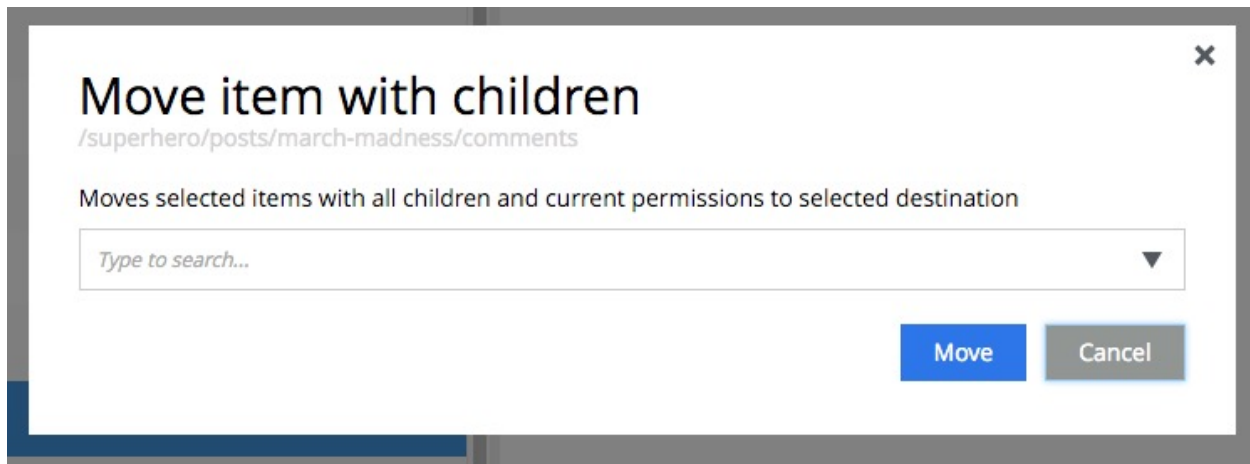 Move item with children
/superhero/posts/march-madness/comments
Moves selected items with all children and current permissions to selected destination
Type to search...
Move
Cancel